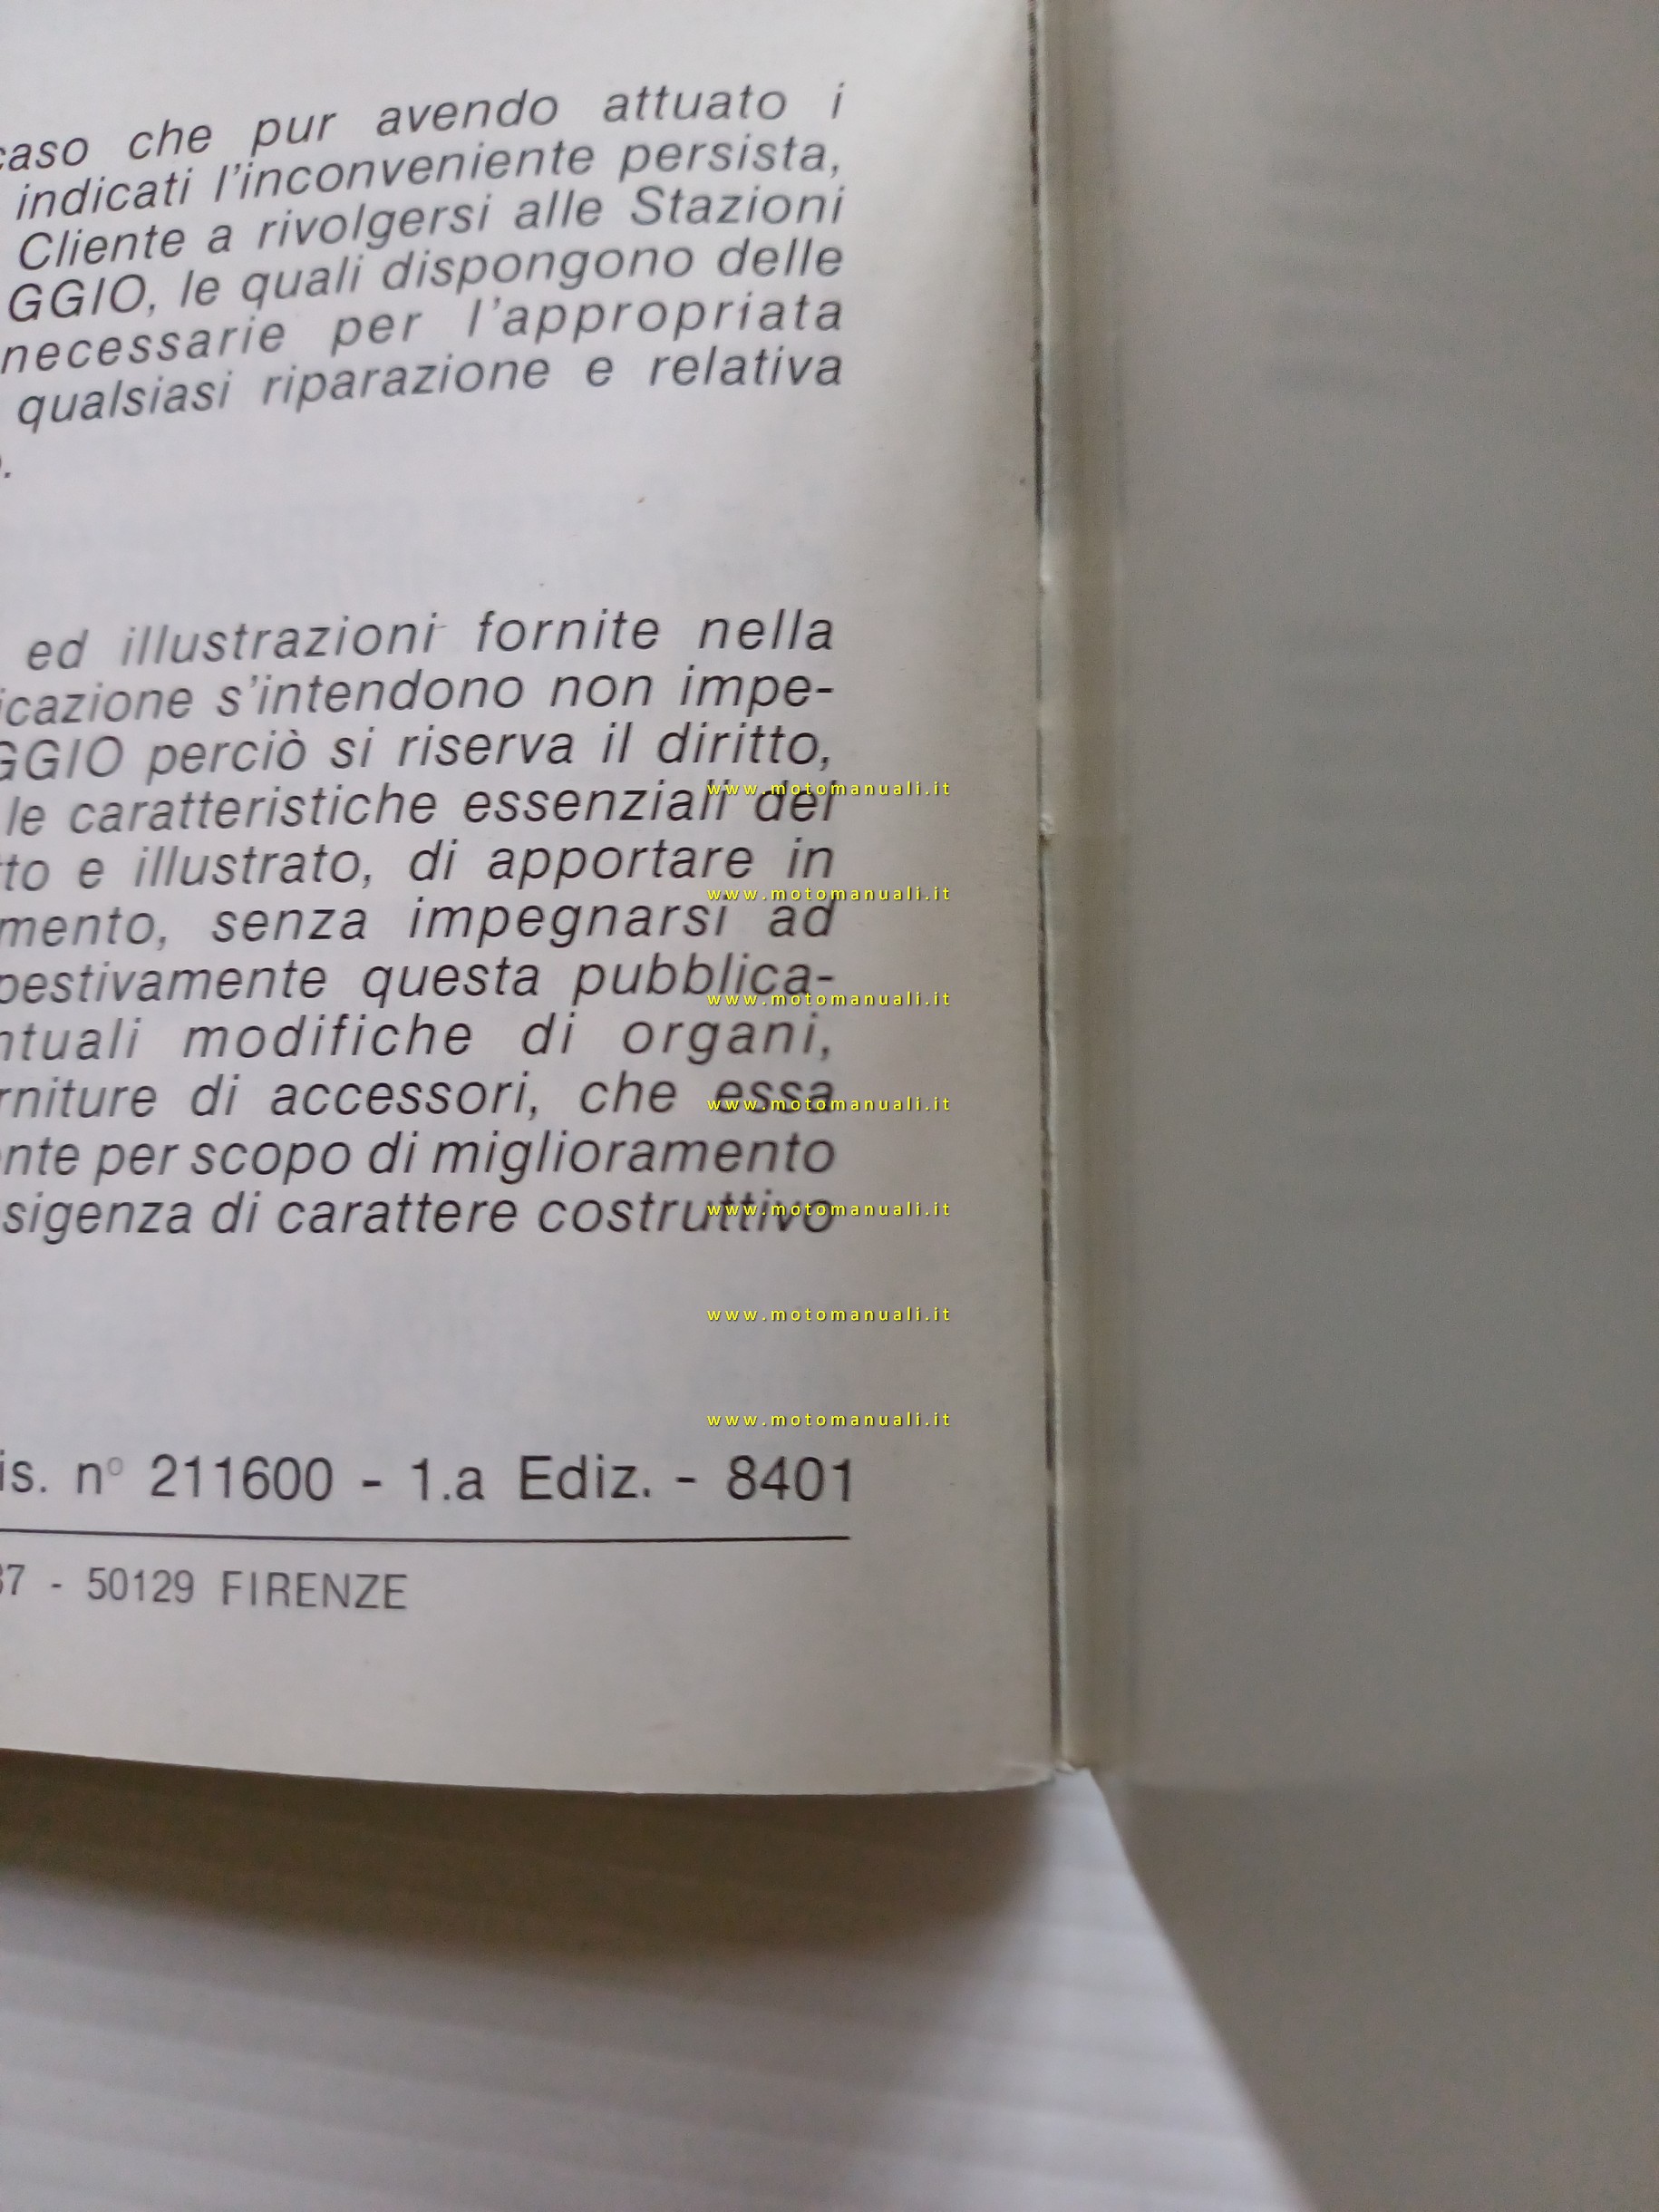 caso che pur avendo attuato i
indicati l'inconveniente persista,
Cliente a rivolgersi alle Stazioni
GGIO, le quali dispongono delle
necessarie per l'appropriata
qualsiasi riparazione e relativa
ed illustrazioni fornite nella
icazione s'intendono non impe-
GGIO perciò si riserva il diritto,
le caratteristiche essenziali del
www.motomanuali.it
to e illustrato, di apportare in
www.motomanuali.it
mento, senza impegnarsi ad
pestivamente questa pubblica-
www.motomanuali.it
ntuali modifiche di organi,
rniture di accessori, che essa
www.motomanuali.it
nte per scopo di miglioramento
sigenza di carattere costruttivo
www.motomanuali.it
www.motomanuali.it
www.motomanuali.it
is. n° 211600 - 1.a Ediz. - 8401
37 - 50129 FIRENZE